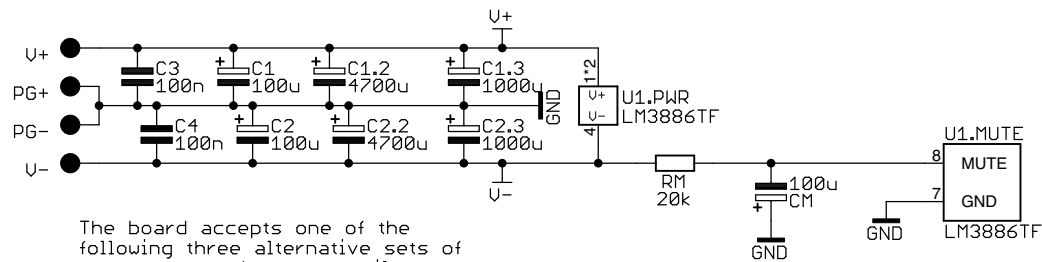 V+
V+
PG+
PG-
V-
C3
100n
C1
100u
C1.2
4700u
C1.3
1000u
C4
100n
C2
100u
C2.2
4700u
C2.3
1000u
GND
V-
1*2
V+
V-
4
U1.PWR
LM3886TF
RM
20k
100u
CM
GND
U1.MUTE
8
MUTE
7
GND
GND
LM3886TF
The board accepts one of the
following three alternative sets of